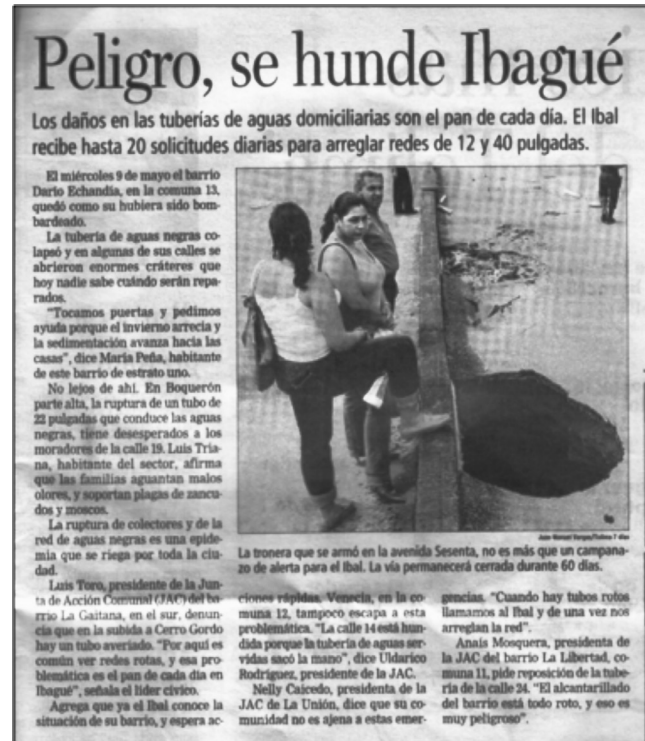 Peligro, se hunde Ibagué
Los daños en las tuberías de aguas domiciliarias son el pan de cada día. El Ibal
recibe hasta 20 solicitudes diarias para arreglar redes de 12 y 40 pulgadas.
El miércoles 9 de mayo el barrio
Darío Echandía, en la comuna 13,
quedó como su hubiera sido bom-
bardeado.
La tubería de aguas negras co-
lapsó y en algunas de sus calles se
abrieron enormes cráteres que
hoy nadie sabe cuándo serán repa-
rados.
"Tocamos puertas y pedimos
ayuda porque el invierno arrecia y
la sedimentación avanza hacia las
casas", dice María Peña, habitante
de este barrio de estrato uno.
No lejos de ahí. En Boquerón
parte alta, la ruptura de un tubo de
22 pulgadas que conduce las aguas
negras, tiene desesperados a los
moradores de la calle 19. Luis Tria-
na, habitante del sector, afirma
que las familias aguantan malos
olores, y soportan plagas de zancu-
dos y moscos.
La ruptura de colectores y de la
red de aguas negras es una epide-
mia que se riega por toda la ciu-
dad.
Luis Toro, presidente de la Jun-
ta de Acción Comunal (JAC) del ba-
rrio La Gaitana, en el sur, denun-
cia que en la subida a Cerro Gordo
hay un tubo averiado. "Por aquí es
común ver redes rotas, y esa pro-
blemática es el pan de cada día en
Ibagué", señala el líder cívico.
Agrega que ya el Ibal conoce la
situación de su barrio, y espera ac-
Juan Manuel Vargas/Tolima 7 días
La tronera que se armó en la avenida Sesenta, no es más que un campana-
zo de alerta para el Ibal. La vía permanecerá cerrada durante 60 días.
ciones rápidas. Venecia, en la co-
muna 12, tampoco escapa a esta
problemática. "La calle 14 está hun-
dida porque la tubería de aguas ser-
vidas sacó la mano", dice Uldarico
Rodríguez, presidente de la JAC.
Nelly Caicedo, presidenta de la
JAC de La Unión, dice que su co-
munidad no es ajena a estas emer-
gencias. "Cuando hay tubos rotos
llamamos al Ibal y de una vez nos
arreglan la red".
Anaís Mosquera, presidenta de
la JAC del barrio La Libertad, co-
muna 11, pide reposición de la tube-
ría de la calle 24. "El alcantarillado
del barrio está todo roto, y eso es
muy peligroso".